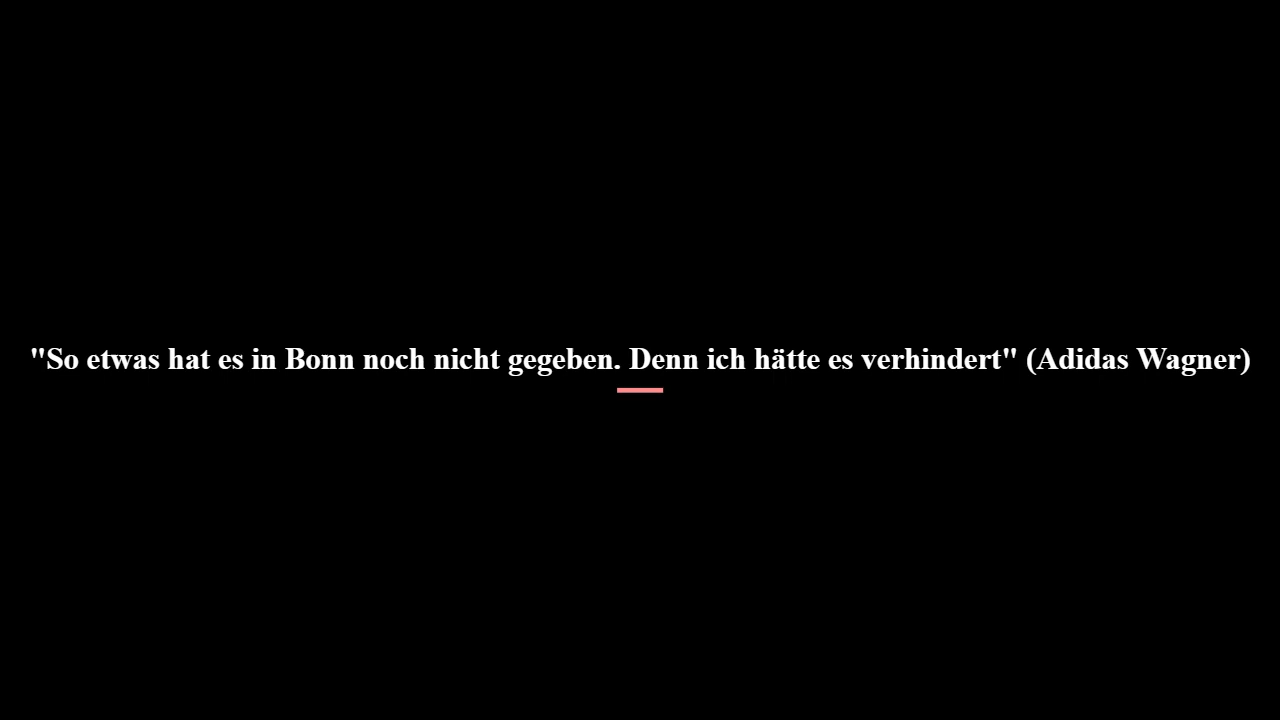 "So etwas hat es in Bonn noch nicht gegeben. Denn ich hätte es verhindert" (Adidas Wagner)